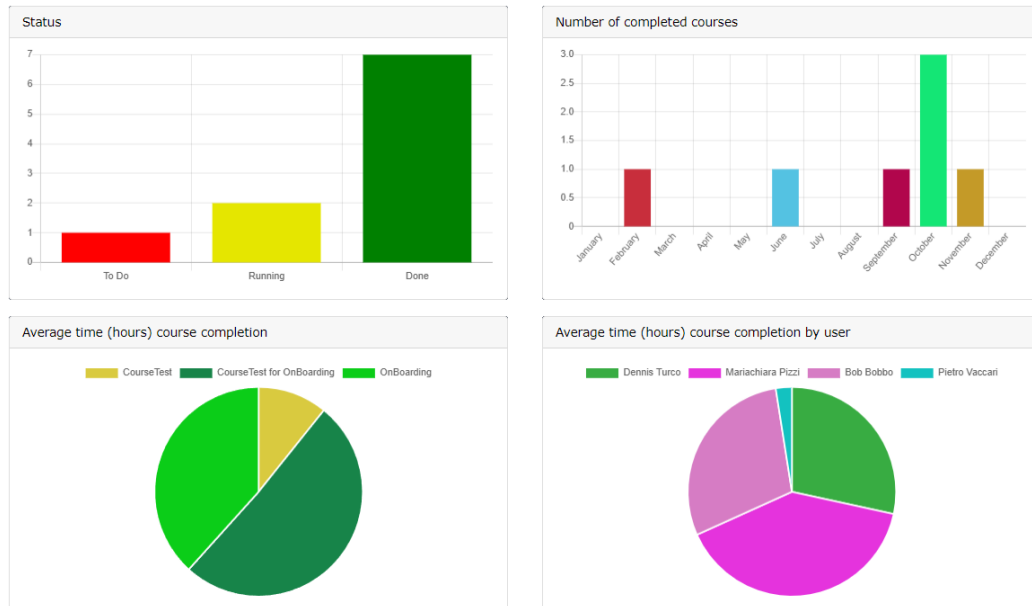 Status
7
6
5
4
3
2
1
0
To Do Running Done
Number of completed courses
3.0
2.5
2.0
1.5
1.0
0.5
0
January February March April May June July August September October November December
Average time (hours) course completion
CourseTest CourseTest for OnBoarding OnBoarding
Average time (hours) course completion by user
Dennis Turco Mariachiara Pizzi Bob Bobbo Pietro Vaccari